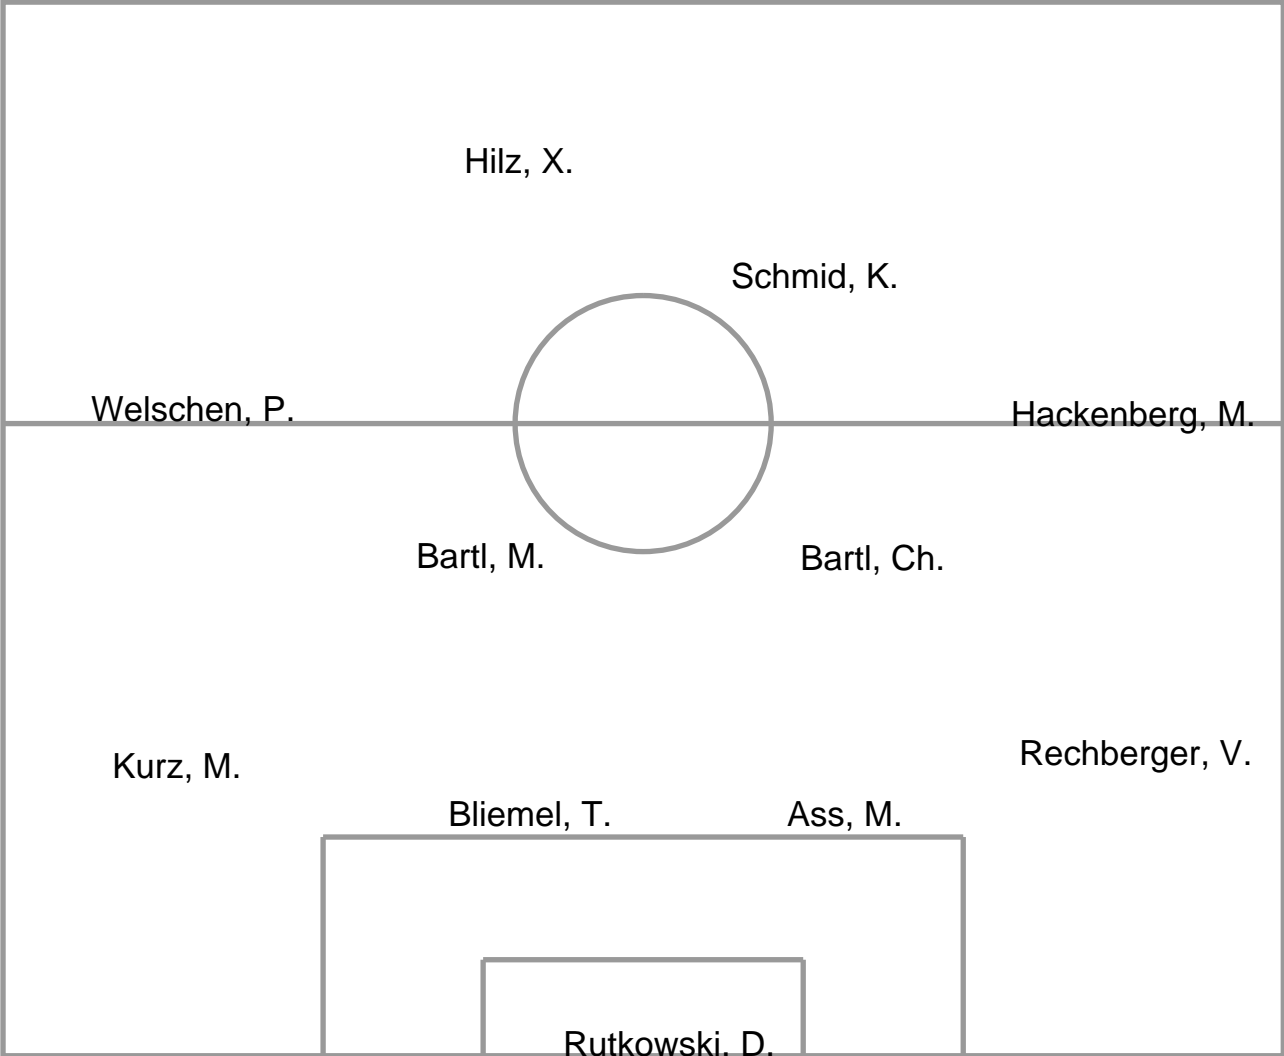 Hilz, X.
Schmid, K.
Welschen, P.
Hackenberg, M.
Bartl, M.
Bartl, Ch.
Kurz, M.
Rechberger, V.
Bliemel, T.
Ass, M.
Rutkowski, D.